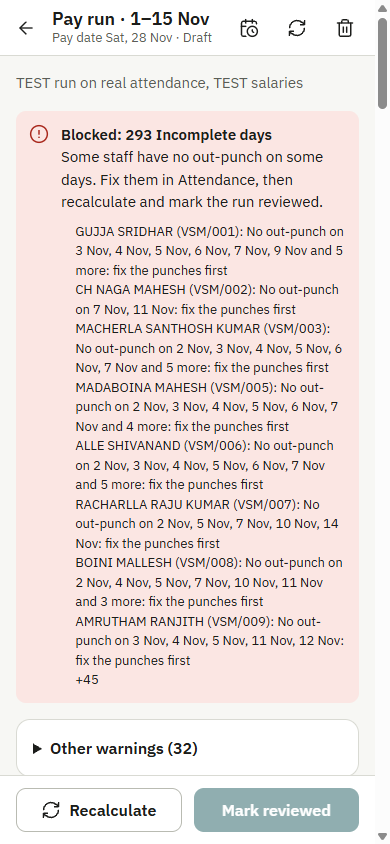 Pay run · 1–15 Nov
Pay date Sat, 28 Nov · Draft
TEST run on real attendance, TEST salaries
Blocked: 293 Incomplete days
Some staff have no out-punch on some
days. Fix them in Attendance, then
recalculate and mark the run reviewed.
GUJJA SRIDHAR (VSM/001): No out-punch on
3 Nov, 4 Nov, 5 Nov, 6 Nov, 7 Nov, 9 Nov and 5
more: fix the punches first
CH NAGA MAHESH (VSM/002): No out-punch
on 7 Nov, 11 Nov: fix the punches first
MACHERLA SANTHOSH KUMAR (VSM/003):
No out-punch on 2 Nov, 3 Nov, 4 Nov, 5 Nov, 6
Nov, 7 Nov and 5 more: fix the punches first
MADABOINA MAHESH (VSM/005): No out-
punch on 2 Nov, 3 Nov, 4 Nov, 5 Nov, 6 Nov, 7
Nov and 4 more: fix the punches first
ALLE SHIVANAND (VSM/006): No out-punch
on 2 Nov, 3 Nov, 4 Nov, 5 Nov, 6 Nov, 7 Nov
and 5 more: fix the punches first
RACHARLLA RAJU KUMAR (VSM/007): No
out-punch on 2 Nov, 5 Nov, 7 Nov, 10 Nov, 14
Nov: fix the punches first
BOINI MALLESH (VSM/008): No out-punch on
2 Nov, 4 Nov, 5 Nov, 7 Nov, 10 Nov, 11 Nov
and 3 more: fix the punches first
AMRUTHAM RANJITH (VSM/009): No out-
punch on 3 Nov, 4 Nov, 5 Nov, 11 Nov, 12 Nov:
fix the punches first
+45
Other warnings (32)
Recalculate
Mark reviewed